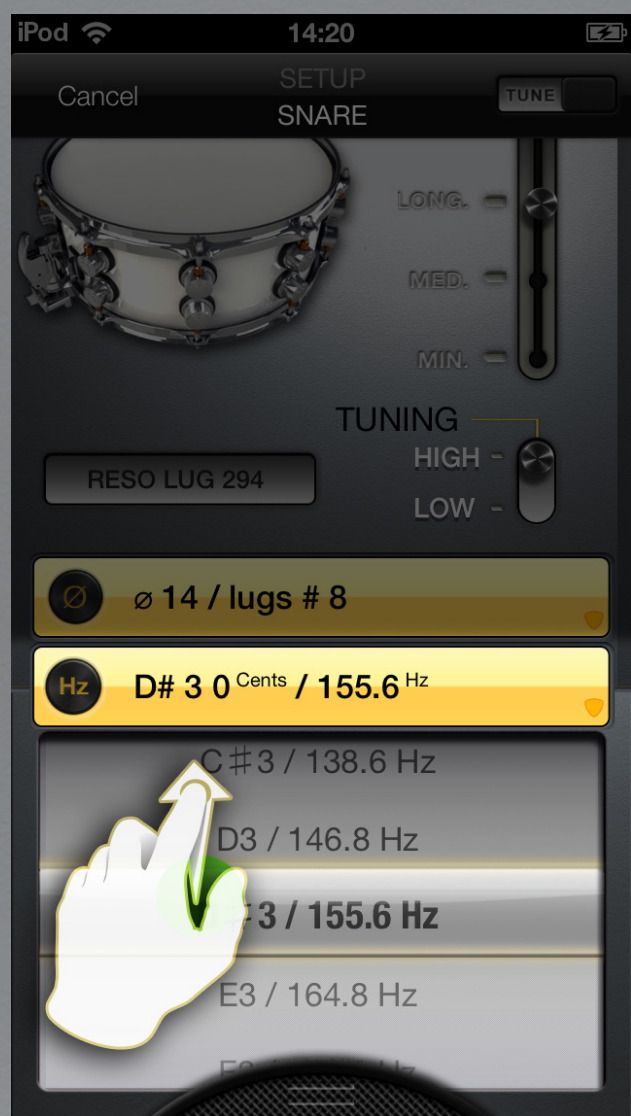 iPod 14:20
SETUP
Cancel SNARE TUNE
LONG.
MED.
MIN.
TUNING
HIGH
RESO LUG 294
LOW
Ø
⌀ 14 / lugs # 8
Hz D# 3 0 Cents / 155.6 Hz
C♯3 / 138.6 Hz
D3 / 146.8 Hz
♯3 / 155.6 Hz
E3 / 164.8 Hz